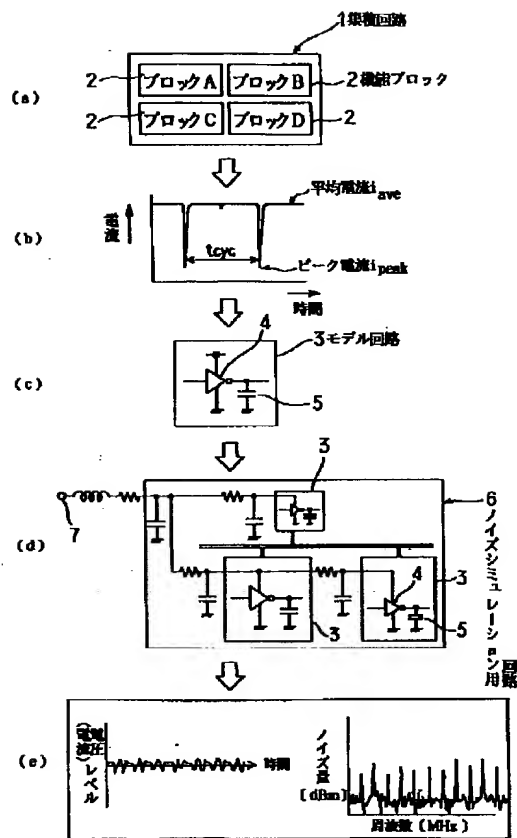 1集積回路
(a)
2 ブロックA ブロックB 2機能ブロック
2 ブロックC ブロックD 2
(b)
電流
平均電流iave
tcyc
ピーク電流ipeak
時間
(c)
4
3モデル回路
5
(d)
7
3
6ノイズシミュレーション用回路
3
4
5
3
(e)
電圧(電流)レベル
時間
ノイズ量
[dBm]
周波数[MHz]